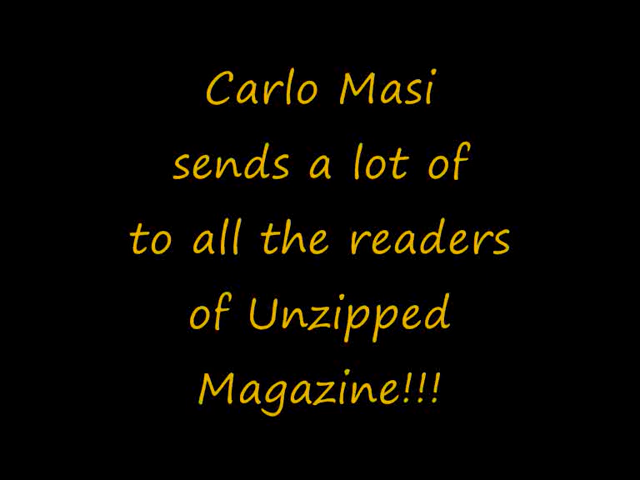 Carlo Masi
sends a lot of
to all the readers
of Unzipped
Magazine!!!